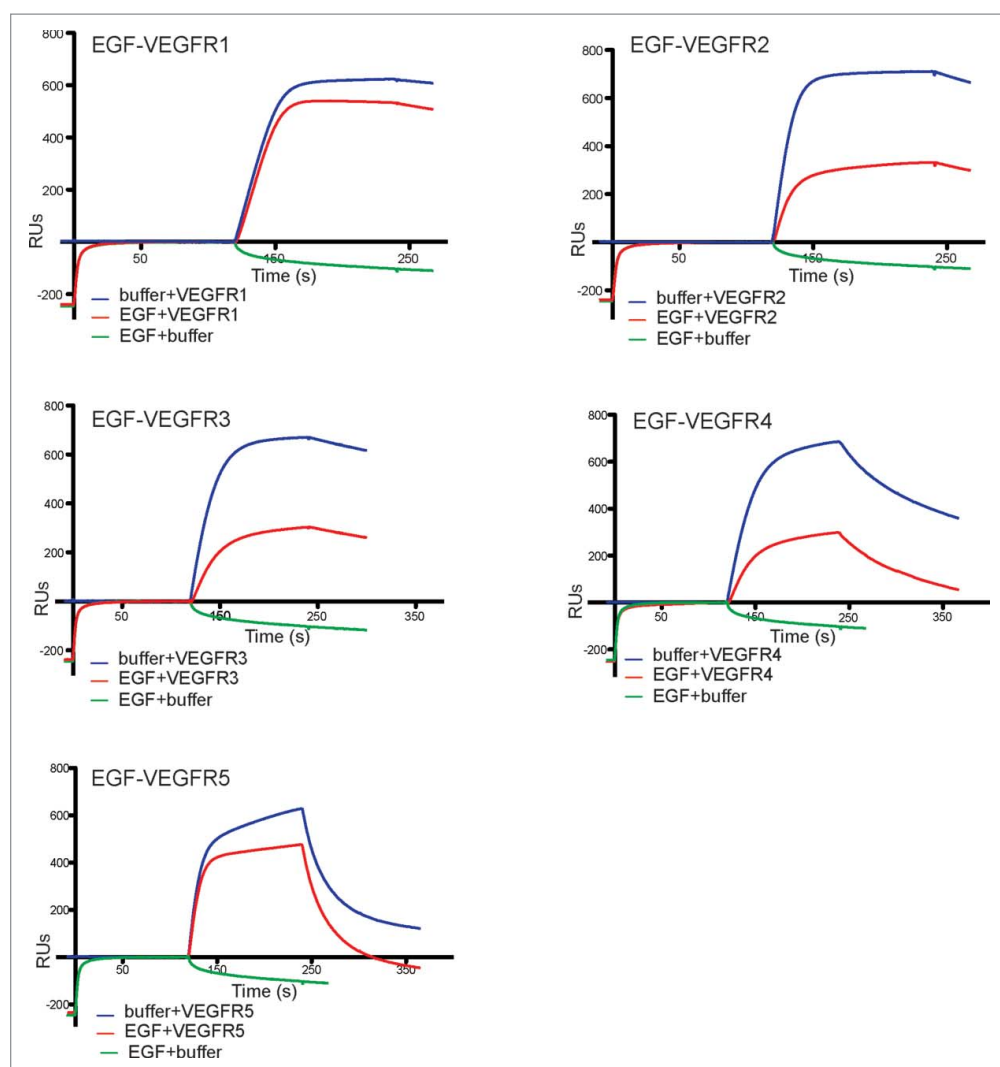 EGF-VEGFR1
800
600
400
200
-200
RUs
50
150
250
Time (s)
buffer+VEGFR1
EGF+VEGFR1
EGF+buffer
EGF-VEGFR2
800
600
400
200
-200
RUs
50
150
250
Time (s)
buffer+VEGFR2
EGF+VEGFR2
EGF+buffer
EGF-VEGFR3
800
600
400
200
-200
RUs
50
150
250
350
Time (s)
buffer+VEGFR3
EGF+VEGFR3
EGF+buffer
EGF-VEGFR4
800
600
400
200
-200
RUs
50
150
250
350
Time (s)
buffer+VEGFR4
EGF+VEGFR4
EGF+buffer
EGF-VEGFR5
800
600
400
200
-200
RUs
50
150
250
350
Time (s)
buffer+VEGFR5
EGF+VEGFR5
EGF+buffer